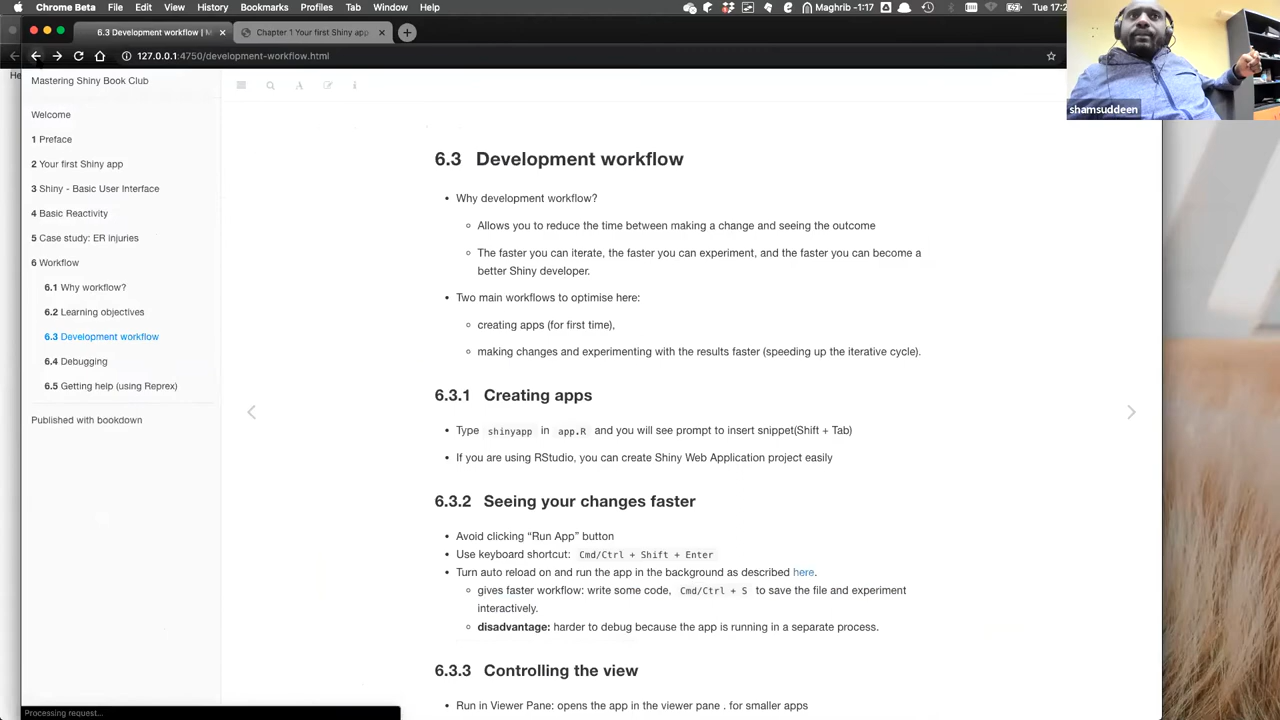 Chrome Beta File Edit View History Bookmarks Profiles Tab Window Help
Maghrib -1:17
6.3 Development workflow | M
Chapter 1 Your first Shiny app
127.0.0.1:4750/development-workflow.html
shamsuddeen
Mastering Shiny Book Club
Welcome
1 Preface
2 Your first Shiny app
3 Shiny - Basic User Interface
4 Basic Reactivity
5 Case study: ER injuries
6 Workflow
6.1 Why workflow?
6.2 Learning objectives
6.3 Development workflow
6.4 Debugging
6.5 Getting help (using Reprex)
Published with bookdown
6.3 Development workflow
• Why development workflow?
◦ Allows you to reduce the time between making a change and seeing the outcome
◦ The faster you can iterate, the faster you can experiment, and the faster you can become a
better Shiny developer.
• Two main workflows to optimise here:
◦ creating apps (for first time),
◦ making changes and experimenting with the results faster (speeding up the iterative cycle).
6.3.1 Creating apps
• Type shinyapp in app.R and you will see prompt to insert snippet(Shift + Tab)
• If you are using RStudio, you can create Shiny Web Application project easily
6.3.2 Seeing your changes faster
• Avoid clicking “Run App” button
• Use keyboard shortcut: Cmd/Ctrl + Shift + Enter
• Turn auto reload on and run the app in the background as described here.
◦ gives faster workflow: write some code, Cmd/Ctrl + S to save the file and experiment
interactively.
◦ disadvantage: harder to debug because the app is running in a separate process.
6.3.3 Controlling the view
• Run in Viewer Pane: opens the app in the viewer pane . for smaller apps
Processing request...